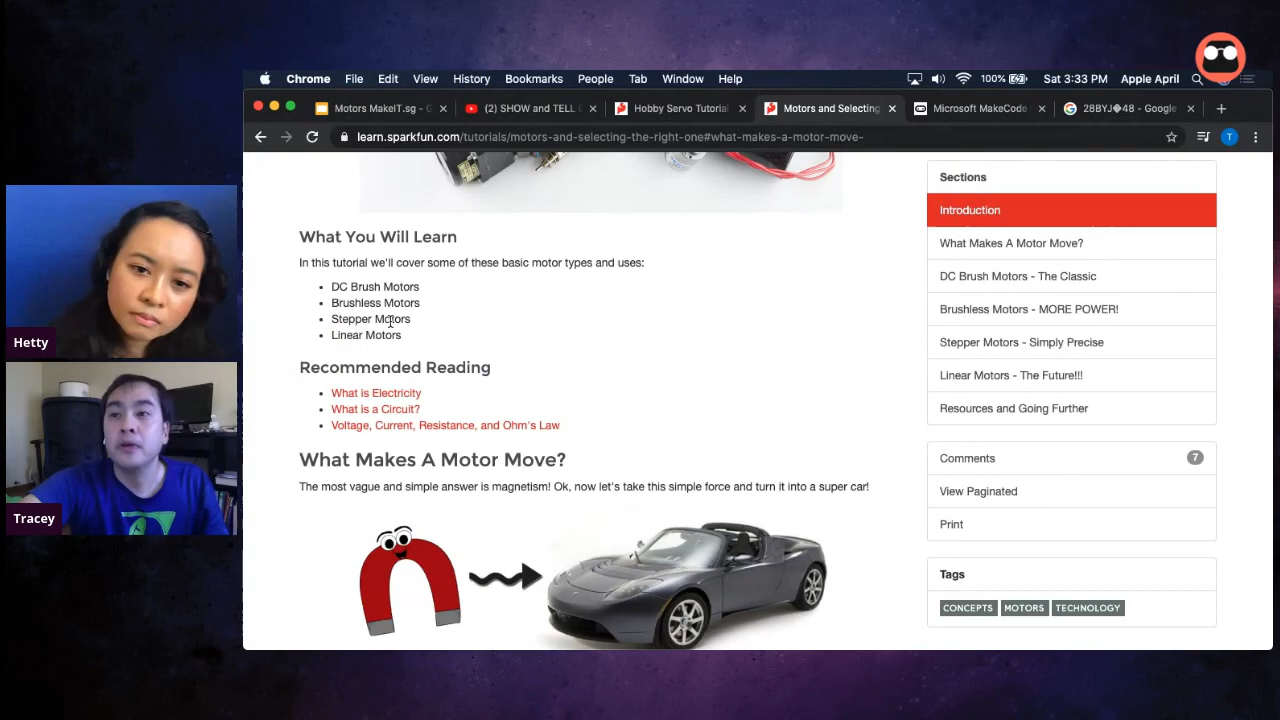 Chrome File Edit View History Bookmarks People Tab Window Help 100% Sat 3:33 PM Apple April
Motors MakeIT.sg - G
(2) SHOW and TELL
Hobby Servo Tutorial
Motors and Selecting
Microsoft MakeCode
28BYJ�48 - Google
learn.sparkfun.com/tutorials/motors-and-selecting-the-right-one#what-makes-a-motor-move-
T
What You Will Learn
In this tutorial we'll cover some of these basic motor types and uses:
DC Brush Motors
Brushless Motors
Stepper Motors
Linear Motors
Recommended Reading
What is Electricity
What is a Circuit?
Voltage, Current, Resistance, and Ohm's Law
What Makes A Motor Move?
The most vague and simple answer is magnetism! Ok, now let's take this simple force and turn it into a super car!
Sections
Introduction
What Makes A Motor Move?
DC Brush Motors - The Classic
Brushless Motors - MORE POWER!
Stepper Motors - Simply Precise
Linear Motors - The Future!!!
Resources and Going Further
Comments 7
View Paginated
Print
Tags
CONCEPTS MOTORS TECHNOLOGY
Hetty
Tracey